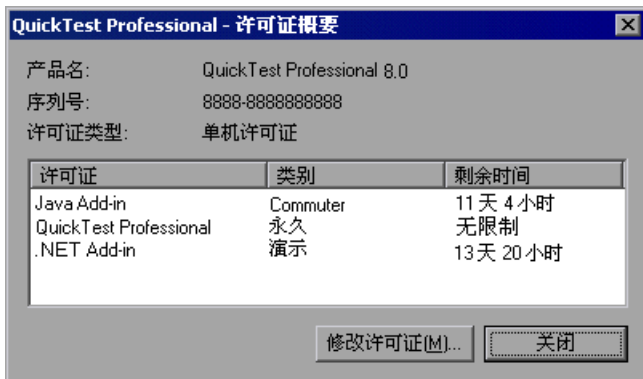 QuickTest Professional - 许可证概要
产品名: QuickTest Professional 8.0
序列号: 8888-8888888888
许可证类型: 单机许可证
许可证 类别 剩余时间
Java Add-in Commuter 11 天 4 小时
QuickTest Professional 永久 无限制
.NET Add-in 演示 13 天 20 小时
修改许可证[M]... 关闭